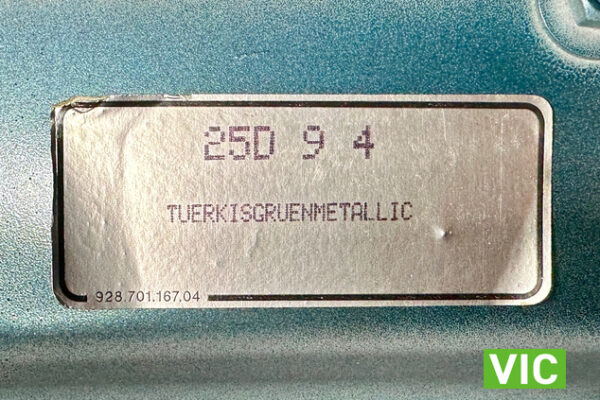 25D 9 4
TUERKISGRUENMETALLIC
928.701.167.04
VIC